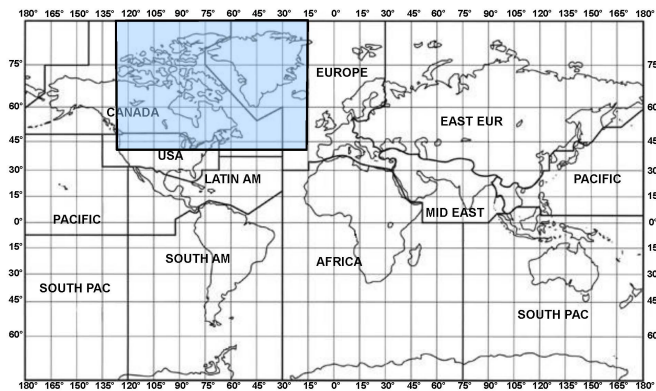 180° 165° 150° 135° 120° 105° 90° 75° 60° 45° 30° 15° 0° 15° 30° 45° 60° 75° 90° 105° 120° 135° 150° 165° 180°
75° EUROPE 75°
60° CANADA EAST EUR 60°
45° 45°
USA
30° LATIN AM PACIFIC 30°
15° 15°
PACIFIC MID EAST
0° 0°
15° 15°
SOUTH AM AFRICA
30° 30°
SOUTH PAC
45° 45°
SOUTH PAC
60° 60°
180° 165° 150° 135° 120° 105° 90° 75° 60° 45° 30° 15° 0° 15° 30° 45° 60° 75° 90° 105° 120° 135° 150° 165° 180°